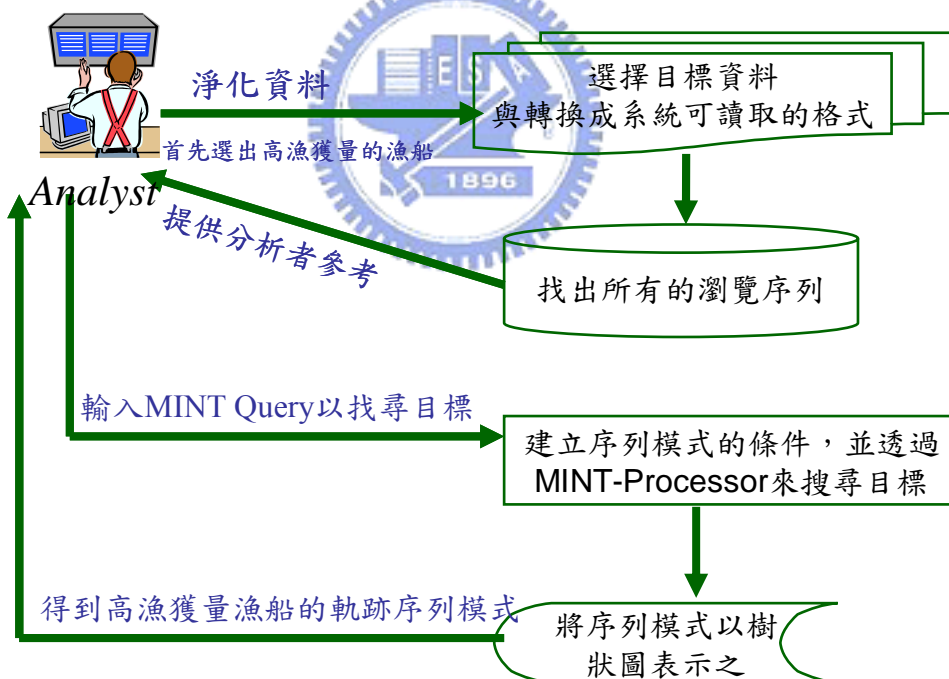 淨化資料
首先選出高漁獲量的漁船
選擇目標資料
與轉換成系統可讀取的格式
ESA
1896
Analyst
提供分析者參考
找出所有的瀏覽序列
輸入MINT Query以找尋目標
建立序列模式的條件，並透過
MINT-Processor來搜尋目標
得到高漁獲量漁船的軌跡序列模式
將序列模式以樹
狀圖表示之